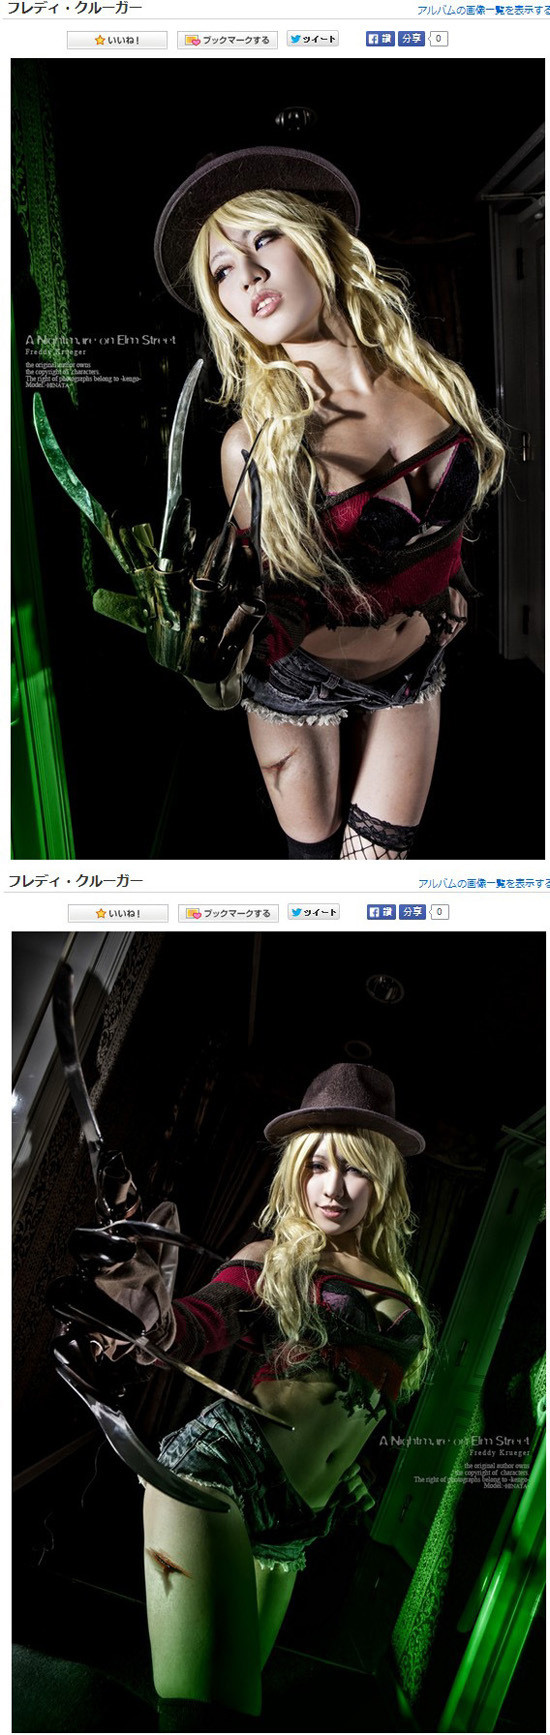 フレディ・クルーガー
アルバムの画像一覧を表示する
いいね！
ブックマークする
ツイート
讚
分享
0
A Nightmare on Elm Street
Freddy Krueger
the original author owns
the copyright of characters.
The right of photographs belong to -kengo-
Model.-HINATA-
フレディ・クルーガー
アルバムの画像一覧を表示する
いいね！
ブックマークする
ツイート
讚
分享
0
A Nightmare on Elm Street
Freddy Krueger
the original author owns
the copyright of characters.
The right of photographs belong to -kengo-
Model.-HINATA-